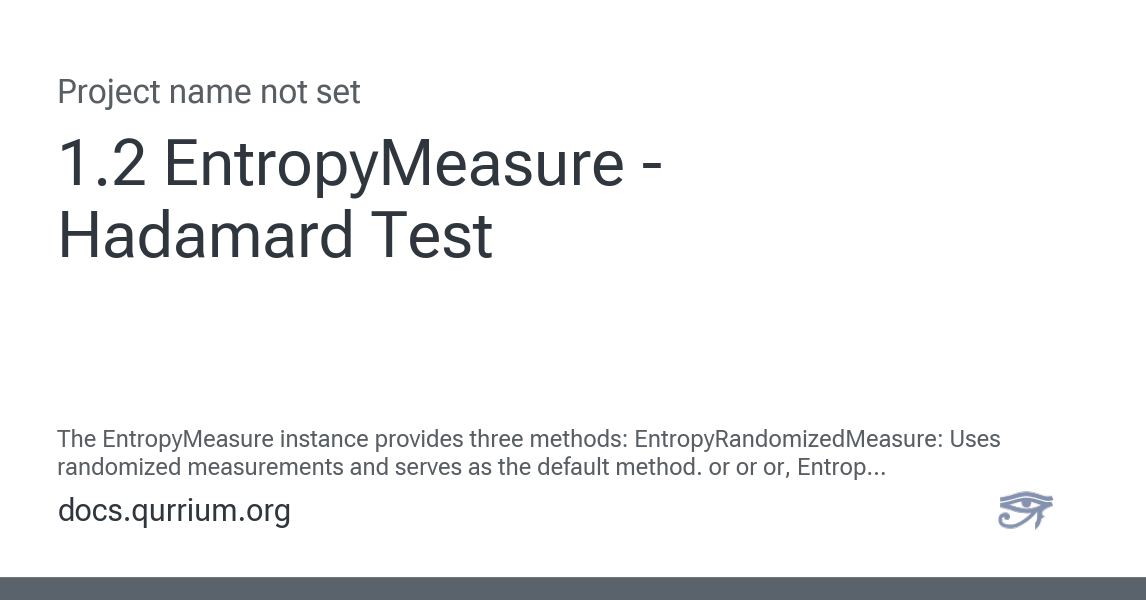 Project name not set
1.2 EntropyMeasure -
Hadamard Test
The EntropyMeasure instance provides three methods: EntropyRandomizedMeasure: Uses
randomized measurements and serves as the default method. or or or, Entrop...
docs.qurrium.org